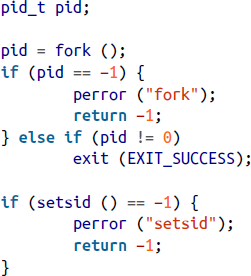 pid_t pid;

pid = fork ();
if (pid == -1) {
        perror ("fork");
        return -1;
} else if (pid != 0)
        exit (EXIT_SUCCESS);

if (setsid () == -1) {
        perror ("setsid");
        return -1;
}